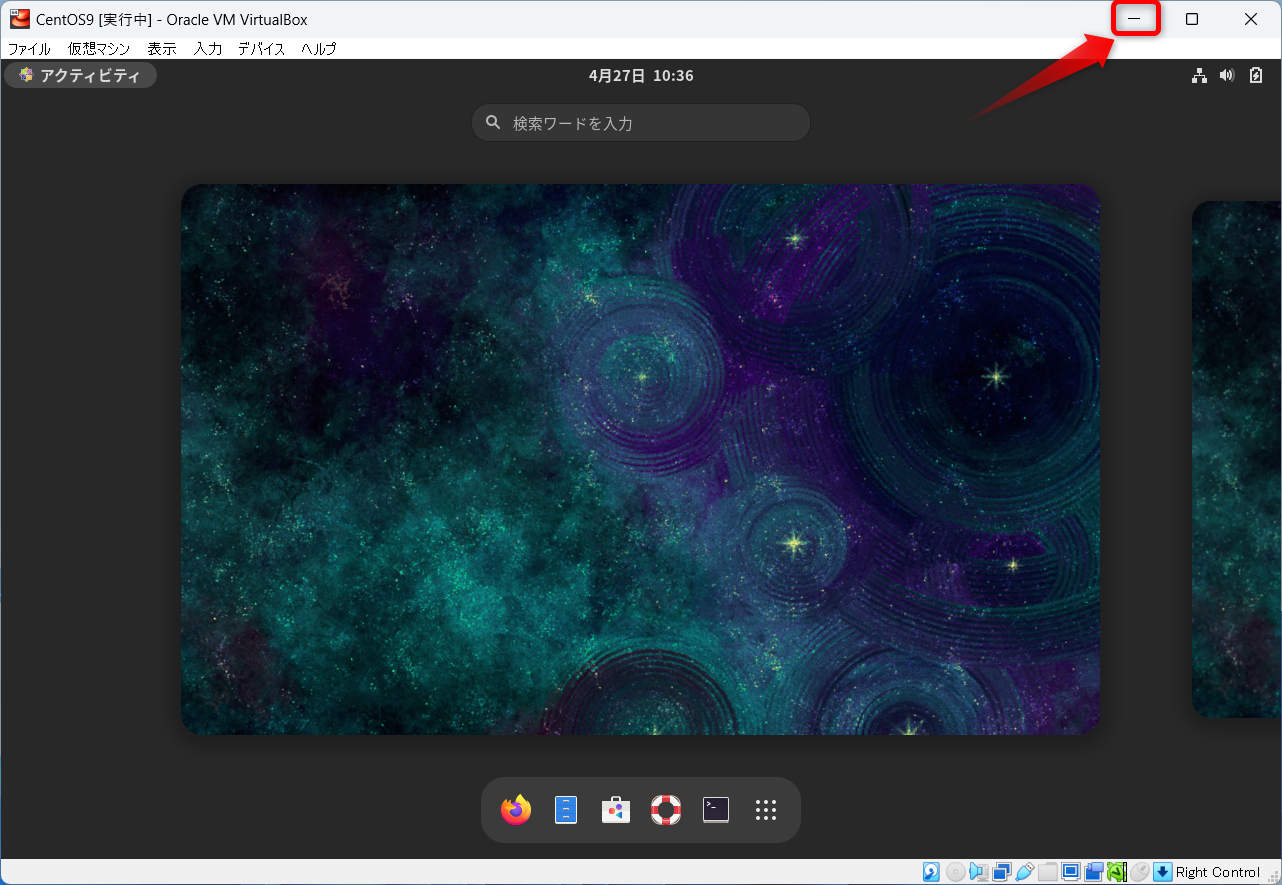 CentOS9 [実行中] - Oracle VM VirtualBox
ファイル 仮想マシン 表示 入力 デバイス ヘルプ
アクティビティ 4月27日 10:36
検索ワードを入力
Right Control